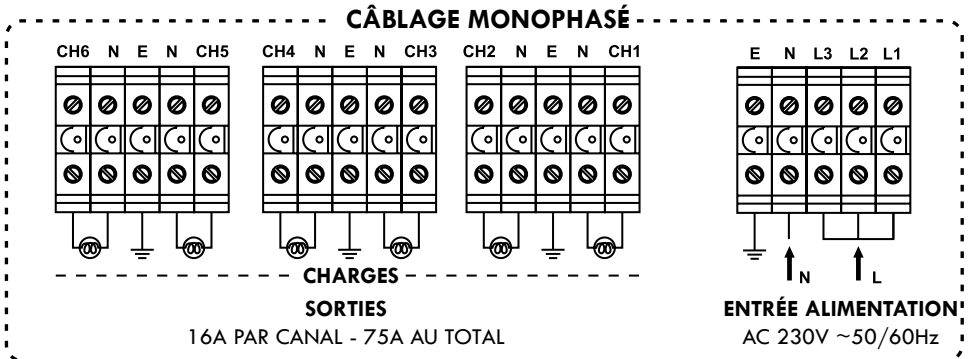 CÂBLAGE MONOPHASÉ
CH6 N E N CH5 CH4 N E N CH3 CH2 N E N CH1 E N L3 L2 L1
N L
CHARGES
SORTIES ENTRÉE ALIMENTATION
16A PAR CANAL - 75A AU TOTAL AC 230V ~50/60Hz